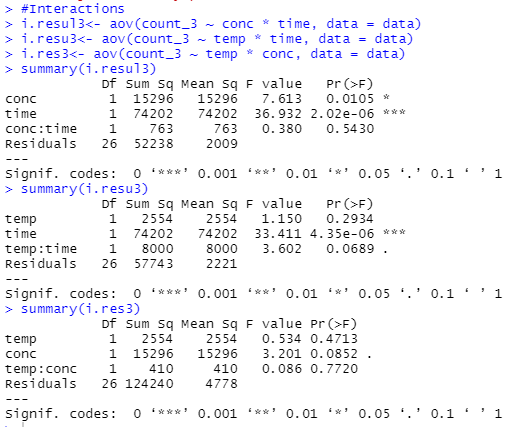 > #Interactions
> i.resul3<- aov(count_3 ~ conc * time, data = data)
> i.resu3<- aov(count_3 ~ temp * time, data = data)
> i.res3<- aov(count_3 ~ temp * conc, data = data)
> summary(i.resul3)
            Df Sum Sq Mean Sq F value   Pr(>F)
conc         1  15296   15296   7.613   0.0105 *
time         1  74202   74202  36.932 2.02e-06 ***
conc:time    1    763     763   0.380   0.5430
Residuals   26  52238    2009
---
Signif. codes:  0 ‘***’ 0.001 ‘**’ 0.01 ‘*’ 0.05 ‘.’ 0.1 ‘ ’ 1
> summary(i.resu3)
            Df Sum Sq Mean Sq F value   Pr(>F)
temp         1   2554    2554   1.150   0.2934
time         1  74202   74202  33.411 4.35e-06 ***
temp:time    1   8000    8000   3.602   0.0689 .
Residuals   26  57743    2221
---
Signif. codes:  0 ‘***’ 0.001 ‘**’ 0.01 ‘*’ 0.05 ‘.’ 0.1 ‘ ’ 1
> summary(i.res3)
            Df Sum Sq Mean Sq F value Pr(>F)
temp         1   2554    2554   0.534 0.4713
conc         1  15296   15296   3.201 0.0852 .
temp:conc    1    410     410   0.086 0.7720
Residuals   26 124240    4778
---
Signif. codes:  0 ‘***’ 0.001 ‘**’ 0.01 ‘*’ 0.05 ‘.’ 0.1 ‘ ’ 1